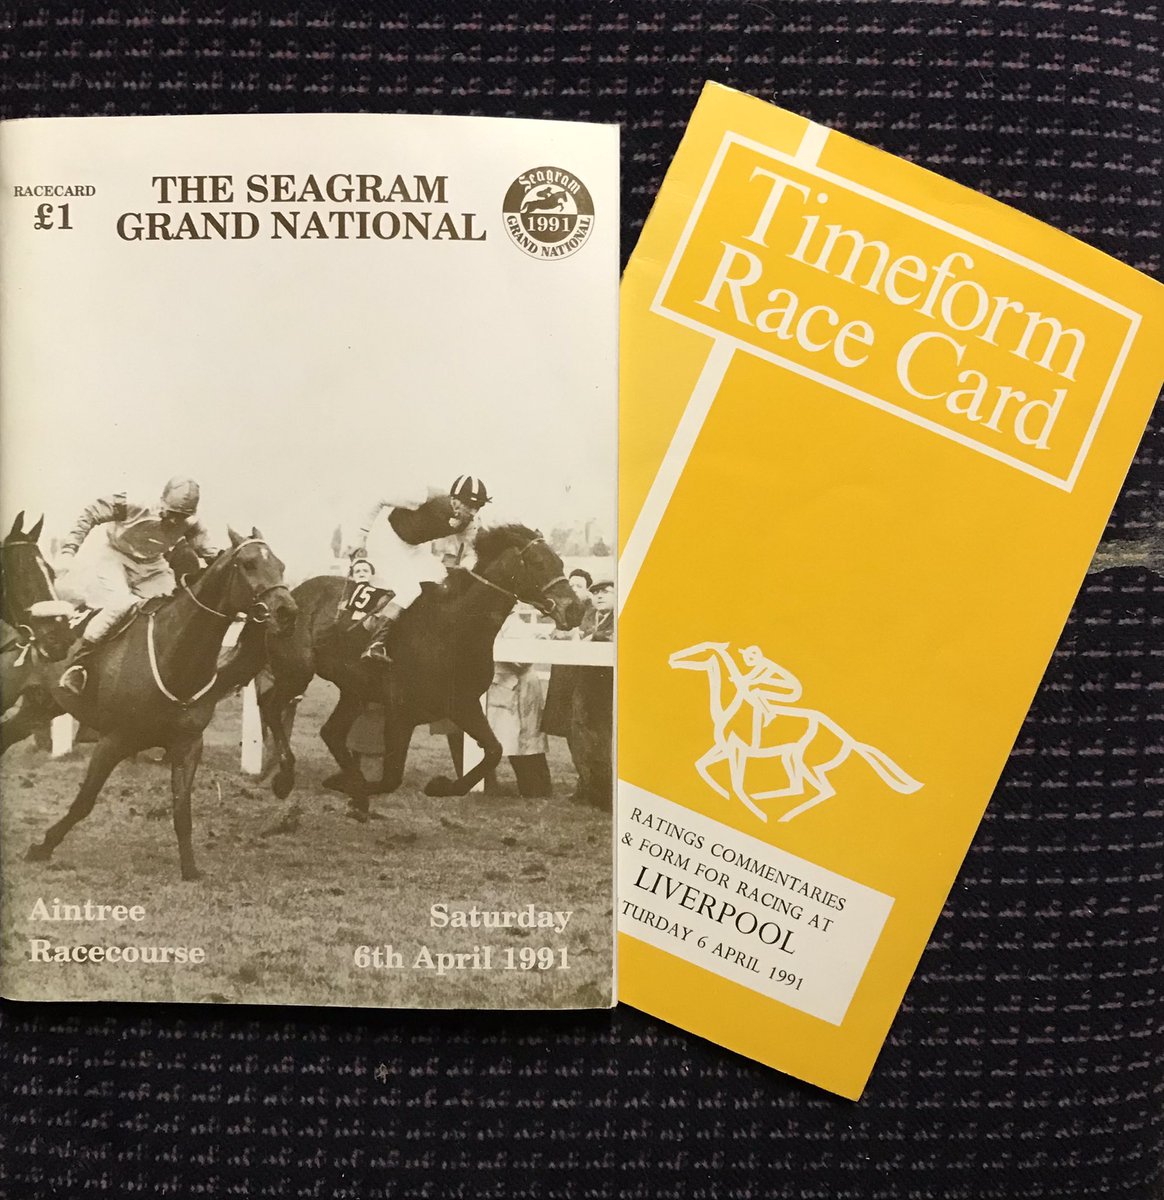 RACECARD
£1
THE SEAGRAM
GRAND NATIONAL
Seagram
1991
GRAND NATIONAL
15
Aintree
Racecourse
Saturday
6th April 1991
Timeform
Race Card
RATINGS COMMENTARIES
& FORM FOR RACING AT
LIVERPOOL
TURDAY 6 APRIL 1991